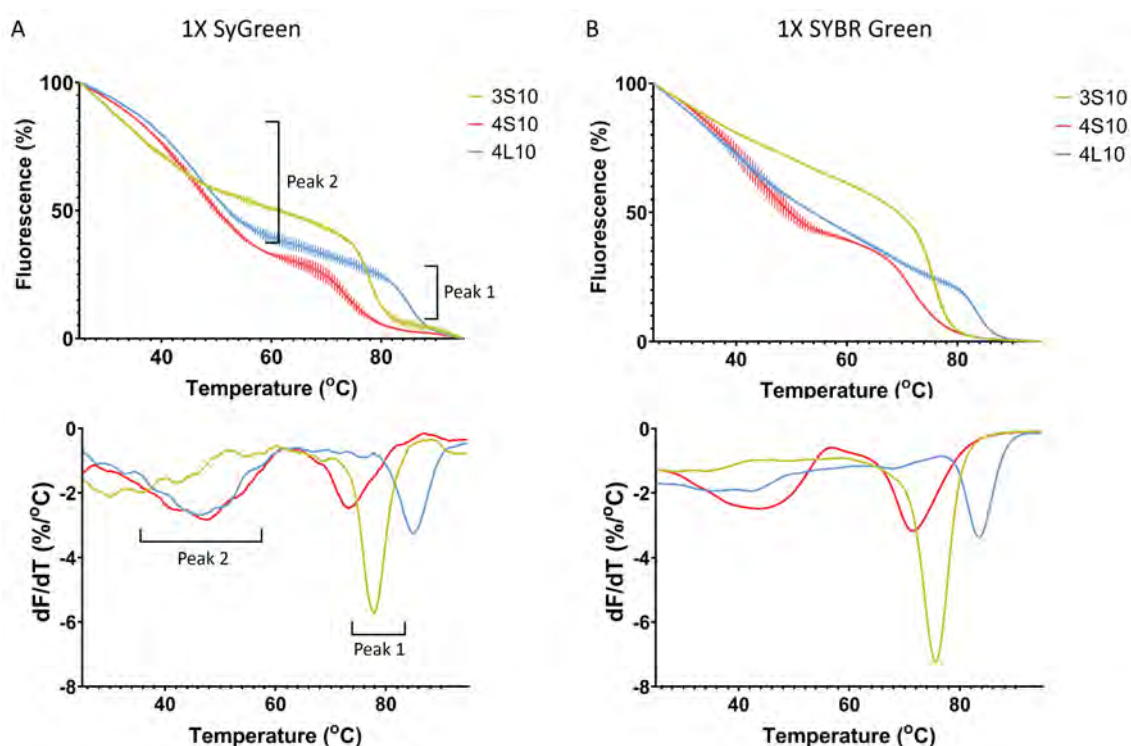 A
1X SyGreen
100
50
0
Fluorescence (%)
40
60
80
Temperature (°C)
3S10
4S10
4L10
Peak 2
Peak 1
0
-2
-4
-6
-8
dF/dT (%/°C)
40
60
80
Temperature (°C)
Peak 2
Peak 1
B
1X SYBR Green
100
50
0
Fluorescence (%)
40
60
80
Temperature (°C)
3S10
4S10
4L10
0
-2
-4
-6
-8
dF/dT (%/°C)
40
60
80
Temperature (°C)